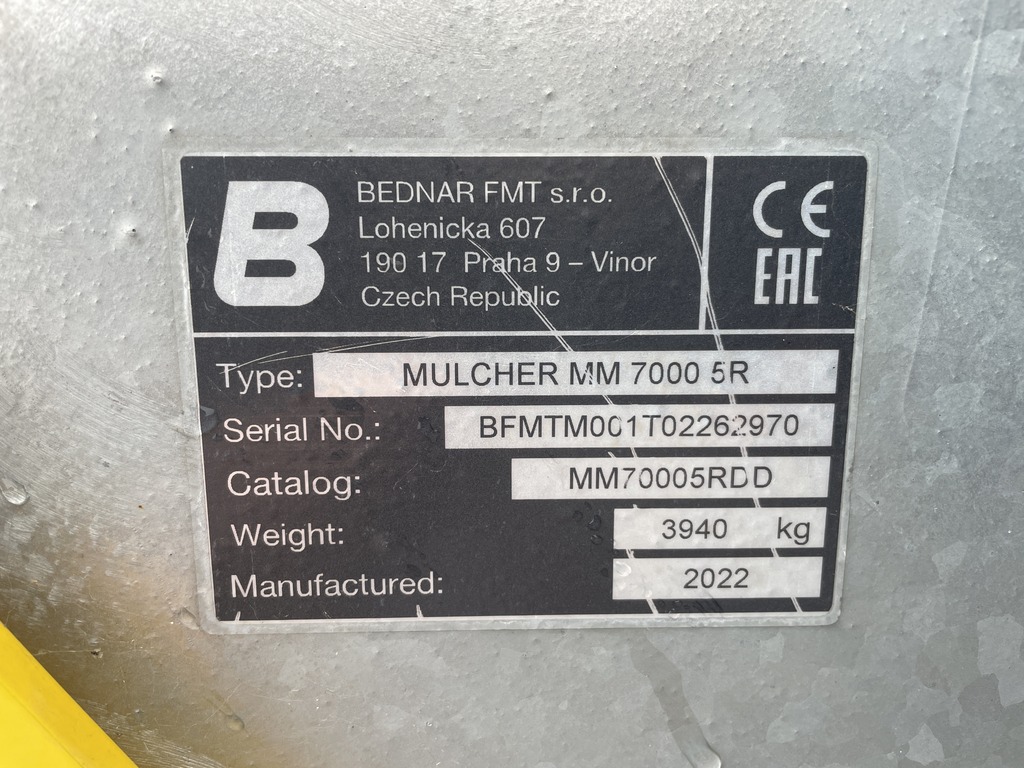 B
BEDNAR FMT s.r.o.
Lohenicka 607
190 17 Praha 9 – Vinor
Czech Republic
CE
EAC
Type: MULCHER MM 7000 5R
Serial No.: BFMTM001T02262970
Catalog: MM70005RDD
Weight: 3940 kg
Manufactured: 2022